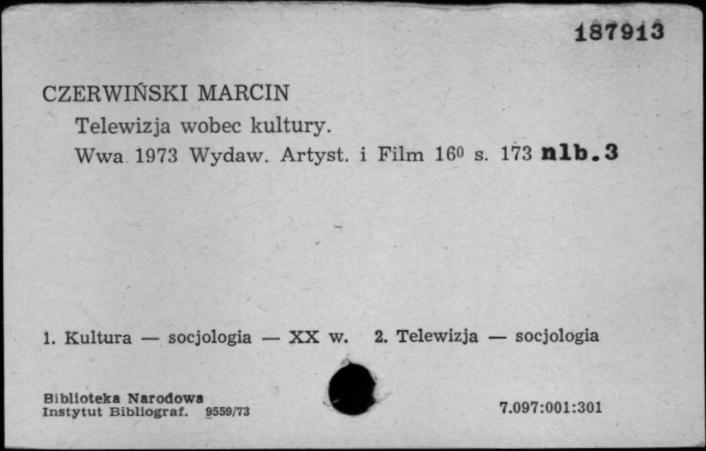 187913
CZERWIŃSKI MARCIN
Telewizja wobec kultury.
Wwa 1973 Wydaw. Artyst. i Film 16⁰ s. 173 nlb.3
1. Kultura — socjologia — XX w. 2. Telewizja — socjologia
Biblioteka Narodowa
Instytut Bibliograf. 9559/73
7.097:001:301